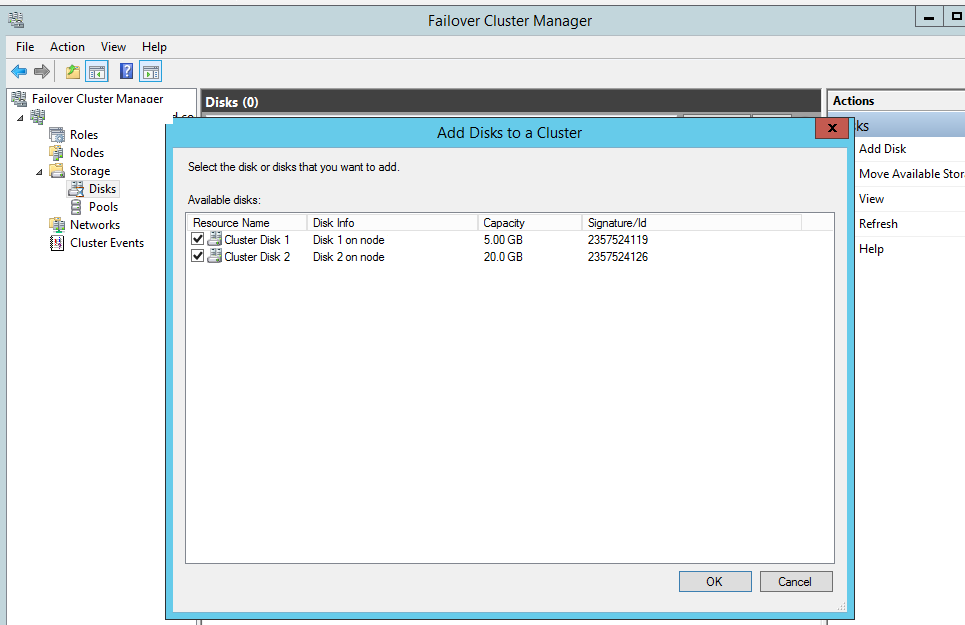 Failover Cluster Manager
File Action View Help
Failover Cluster Manager
Roles
Nodes
Storage
Disks
Pools
Networks
Cluster Events
Disks (0)
Add Disks to a Cluster
x
Select the disk or disks that you want to add.
Available disks:
Resource Name Disk Info Capacity Signature/Id
Cluster Disk 1 Disk 1 on node 5.00 GB 2357524119
Cluster Disk 2 Disk 2 on node 20.0 GB 2357524126
OK Cancel
Actions
ks
Add Disk
Move Available Stor
View
Refresh
Help